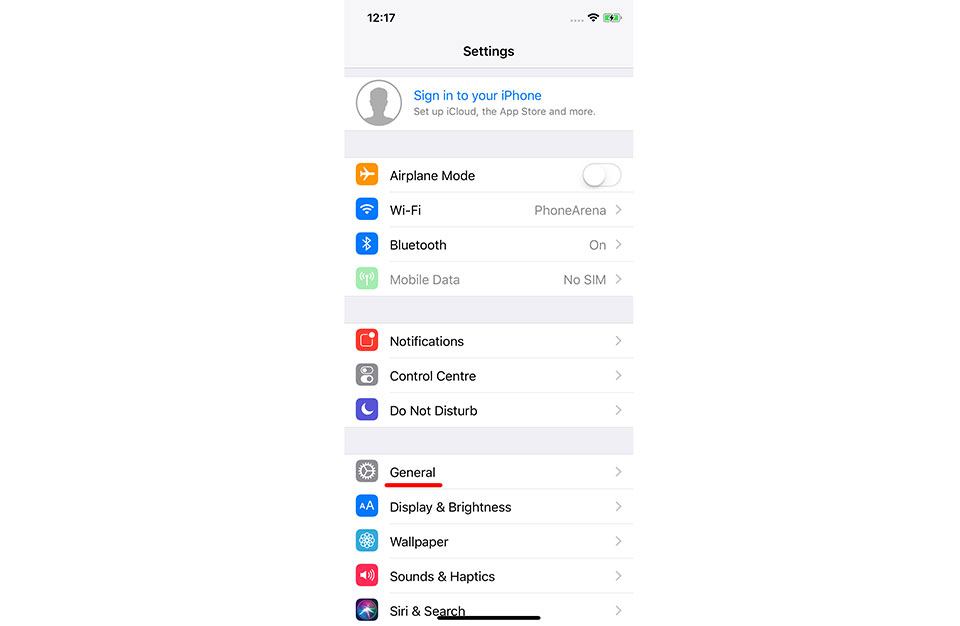 12:17
Settings
Sign in to your iPhone
Set up iCloud, the App Store and more.
Airplane Mode
Wi-Fi PhoneArena
Bluetooth On
Mobile Data No SIM
Notifications
Control Centre
Do Not Disturb
General
AA Display & Brightness
Wallpaper
Sounds & Haptics
Siri & Search